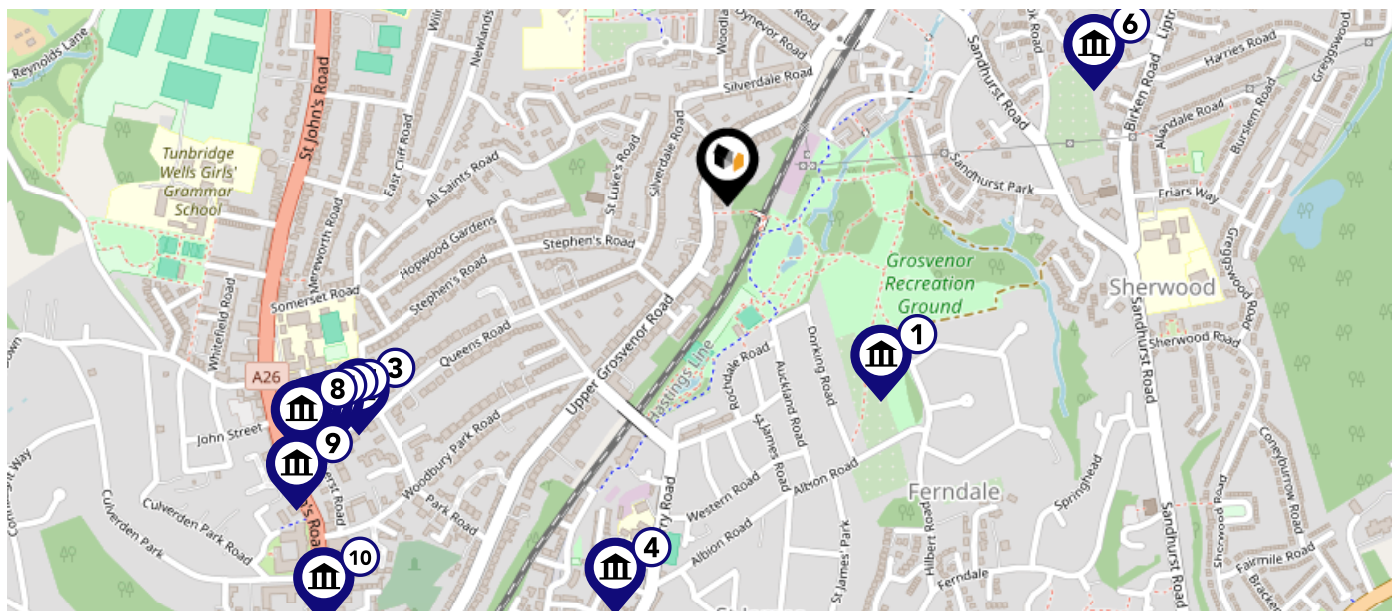 Reynolds Lane
Newlands
Dynevor Road
Silverdale Road
Sandhurst Road
6
Harries Road
Greggswood
Birken Road
Allandale Road
Burslem Road
St John's Road
Tunbridge
Wells Girls'
Grammar
School
East Cliff Road
All Saints Road
St Luke's Road
Silverdale Road
Sandhurst Park
Friars Way
Mereworth Road
Hopwood Gardens
Stephen's Road
Stephen's Road
Somerset Road
Whitefield Road
Grosvenor
Recreation
Ground
Sherwood
Greggswood Road
Sandhurst Road
Sherwood Road
Queens Road
Upper Grosvenor Road
Hastings Line
Rochdale Road
Dorking Road
Auckland Road
1
A26
3
8
John Street
9
St James Road
Woodbury Park Road
Park Road
Culverden Park
Culverden Park Road
Western Road
Albion Road
Albion Road
Ferndale
Springhead
Coneyburrow Road
Sherwood Road
Sandhurst Road
St James' Park
Hilbert Road
Ferndale
Fairmile Road
4
10